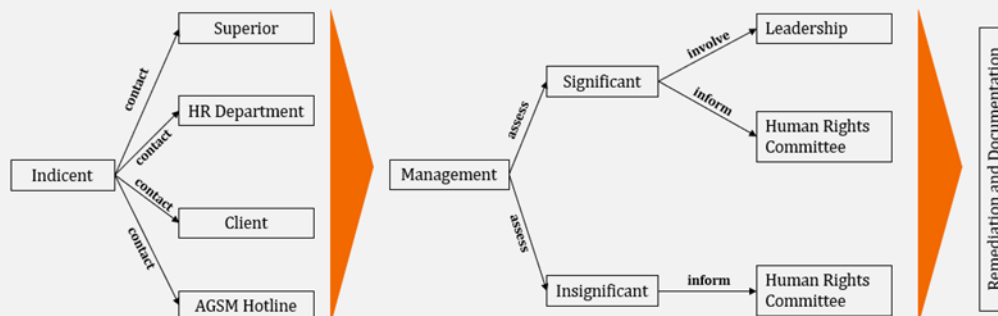 Superior
contact
HR Department
contact
Indicent
contact
Client
contact
AGSM Hotline
Management
assess
Significant
involve
Leadership
inform
Human Rights
Committee
assess
Insignificant
inform
Human Rights
Committee
Remediation and Documentation